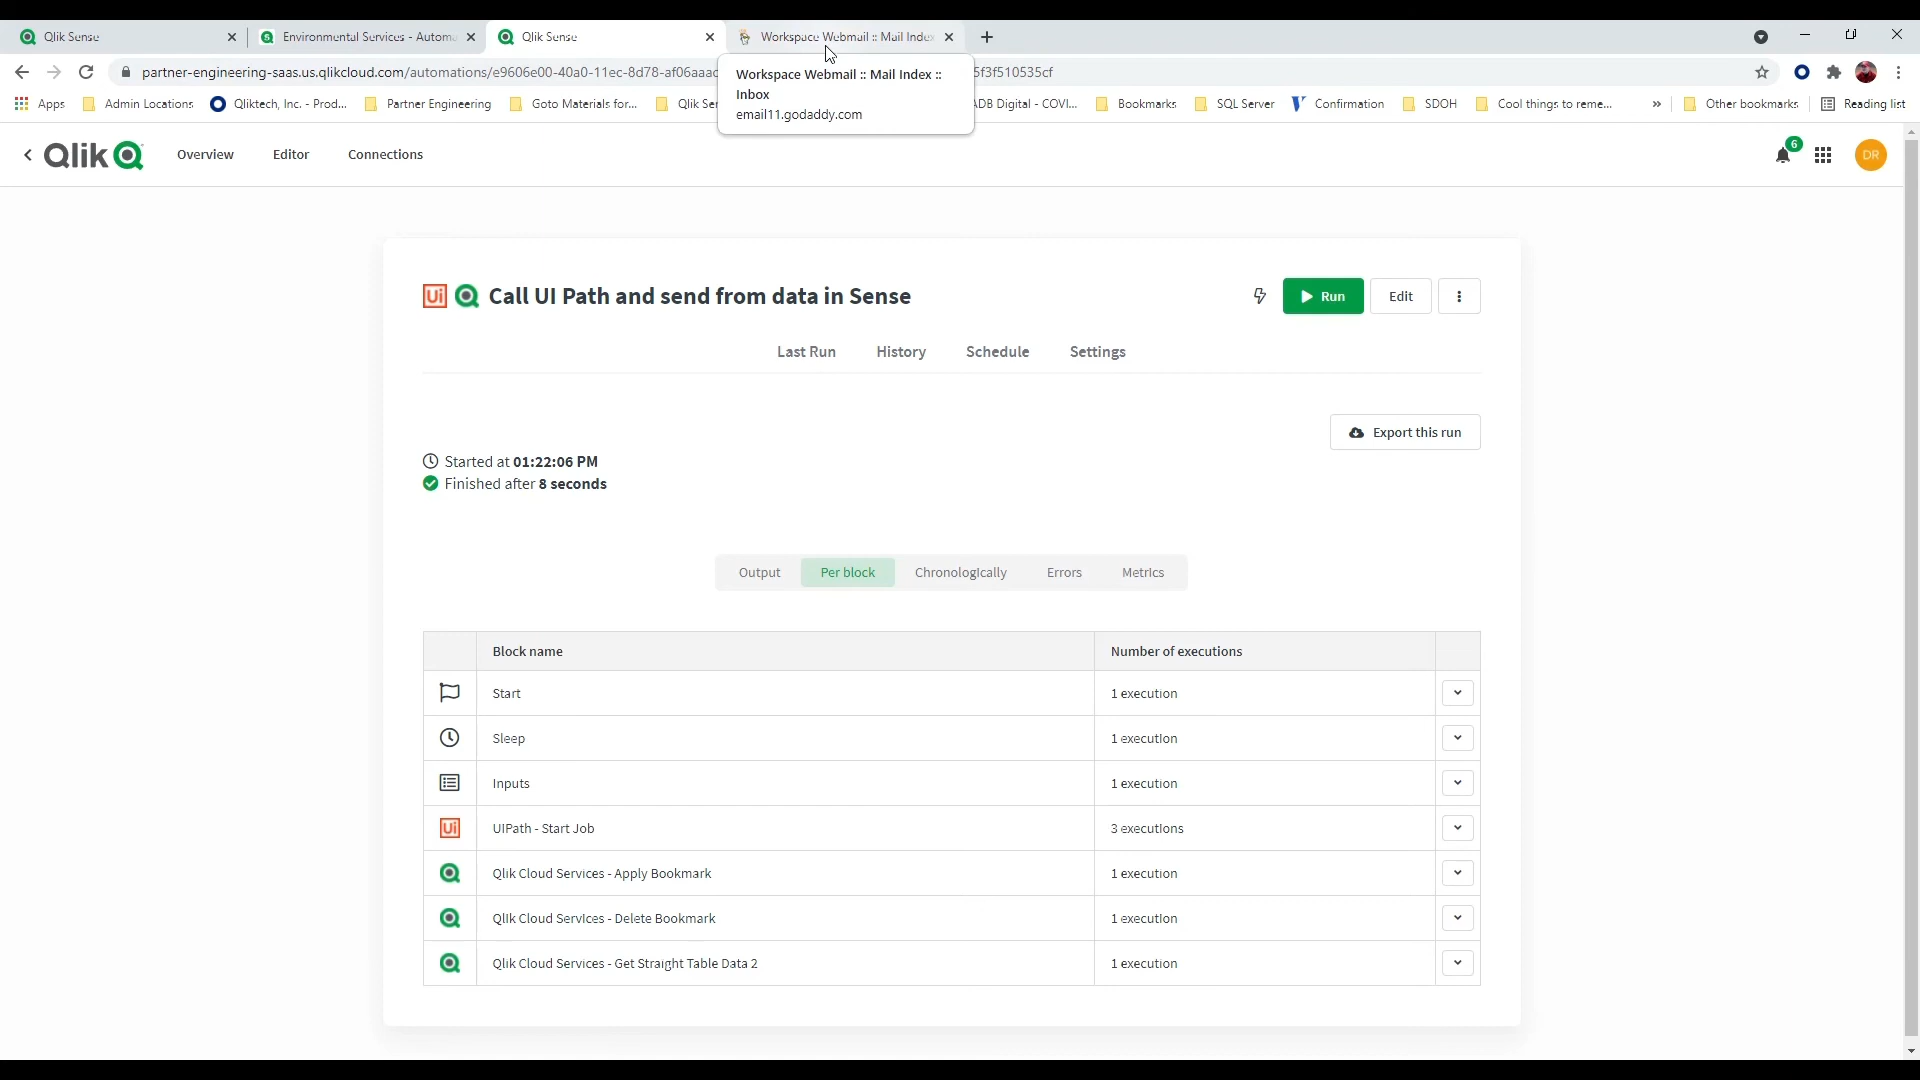 Qlik Sense
Environmental Services - Automa
Qlik Sense
Workspace Webmail :: Mail Index
partner-engineering-saas.us.qlikcloud.com/automations/e9606e00-40a0-11ec-8d78-af06aaac
5f3f510535cf
Workspace Webmail :: Mail Index ::
Inbox
email11.godaddy.com
Apps
Admin Locations
Qliktech, Inc. - Prod...
Partner Engineering
Goto Materials for...
Qlik Ser
ADB Digital - COVI...
Bookmarks
SQL Server
Confirmation
SDOH
Cool things to reme...
»
Other bookmarks
Reading list
Qlik
Overview
Editor
Connections
6
DR
Ui
Call UI Path and send from data in Sense
Run
Edit
Last Run
History
Schedule
Settings
Export this run
Started at 01:22:06 PM
Finished after 8 seconds
Output
Per block
Chronologically
Errors
Metrics
Block name
Number of executions
Start
1 execution
Sleep
1 execution
Inputs
1 execution
Ui
UIPath - Start Job
3 executions
Qlik Cloud Services - Apply Bookmark
1 execution
Qlik Cloud Services - Delete Bookmark
1 execution
Qlik Cloud Services - Get Straight Table Data 2
1 execution